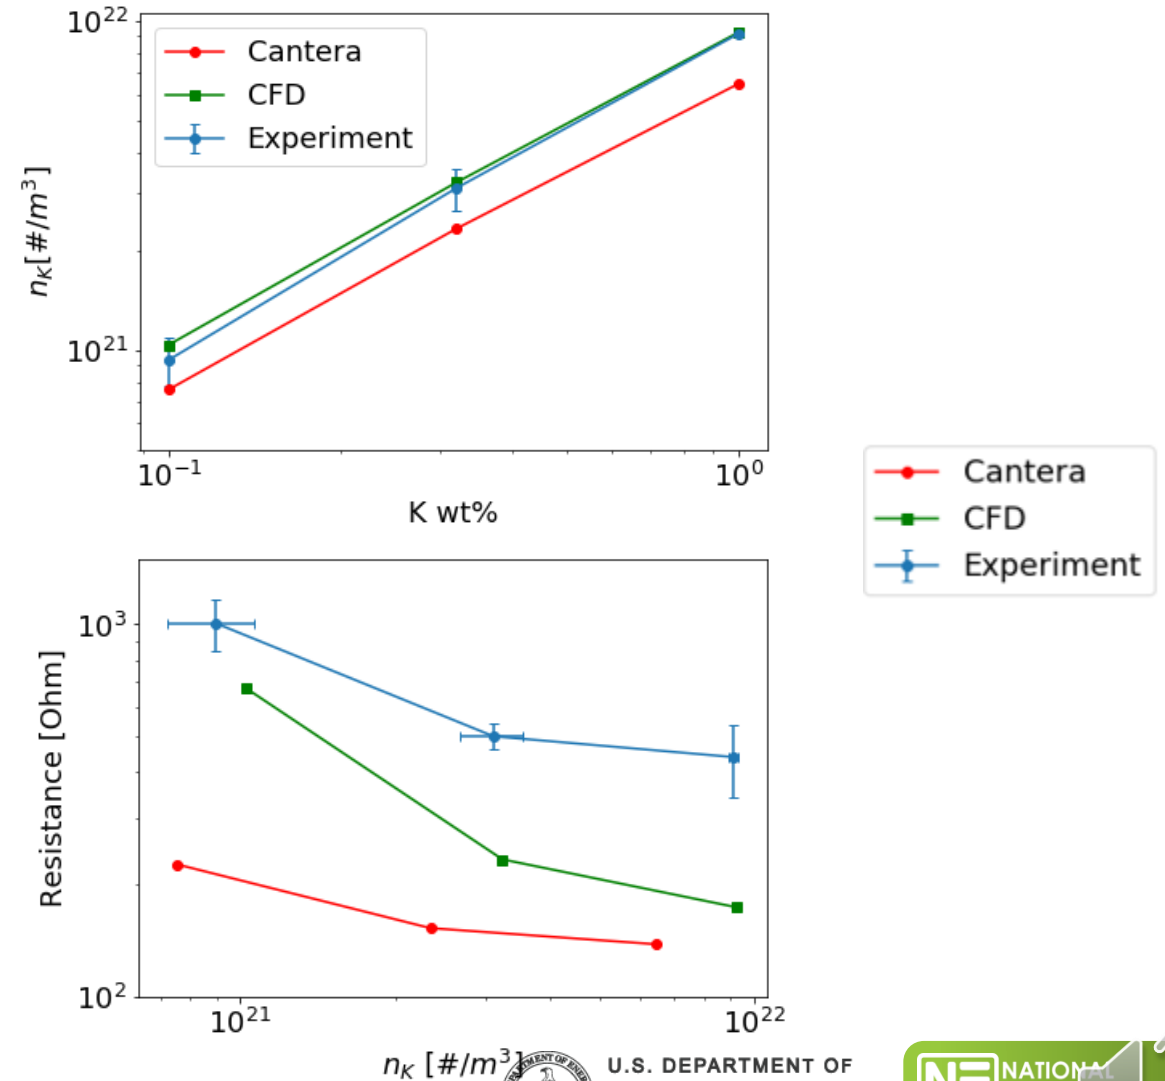 10^22
Cantera
CFD
Experiment
n_K[#/m^3]
10^21
10^-1
10^0
K wt%
Cantera
CFD
Experiment
10^3
Resistance [Ohm]
10^2
10^21
10^22
n_K [#/m^3]
U.S. DEPARTMENT OF
NATIONAL